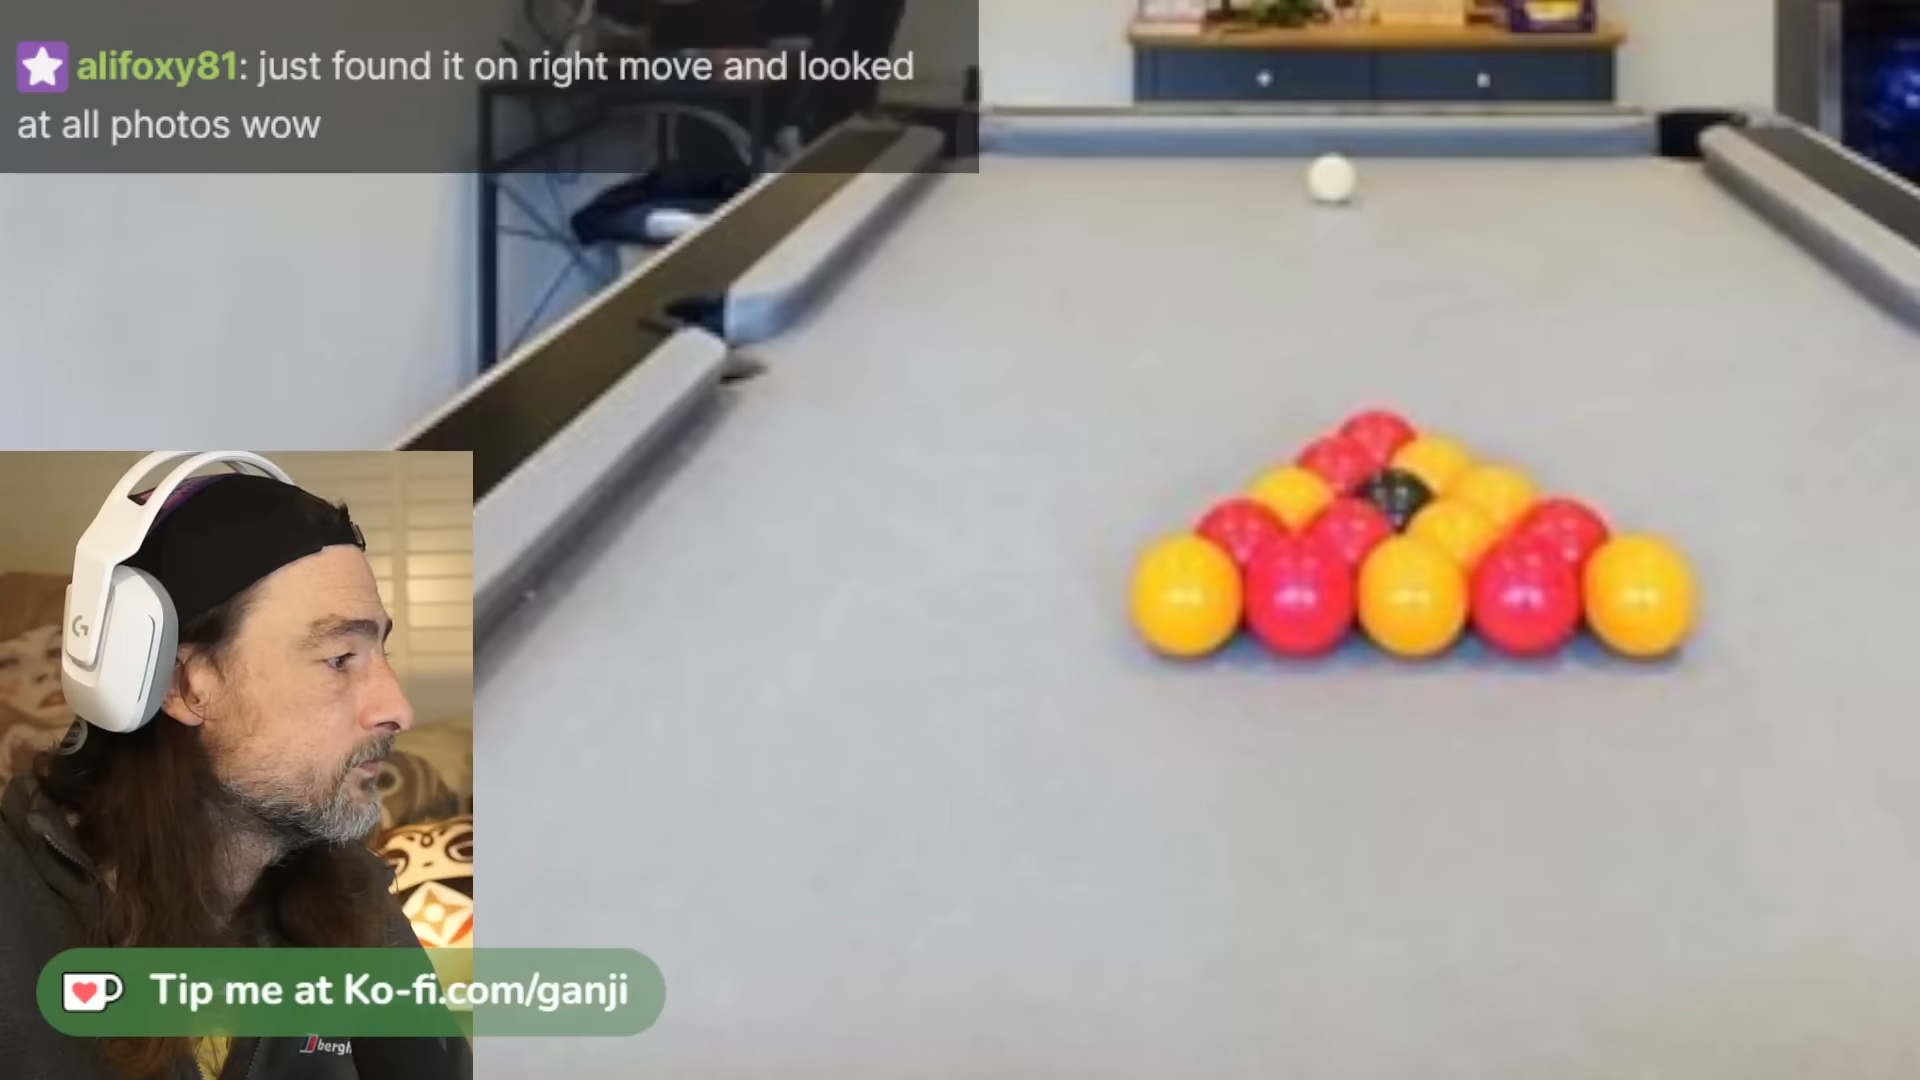 alifoxy81: just found it on right move and looked
at all photos wow
Tip me at Ko-fi.com/ganji
bergh